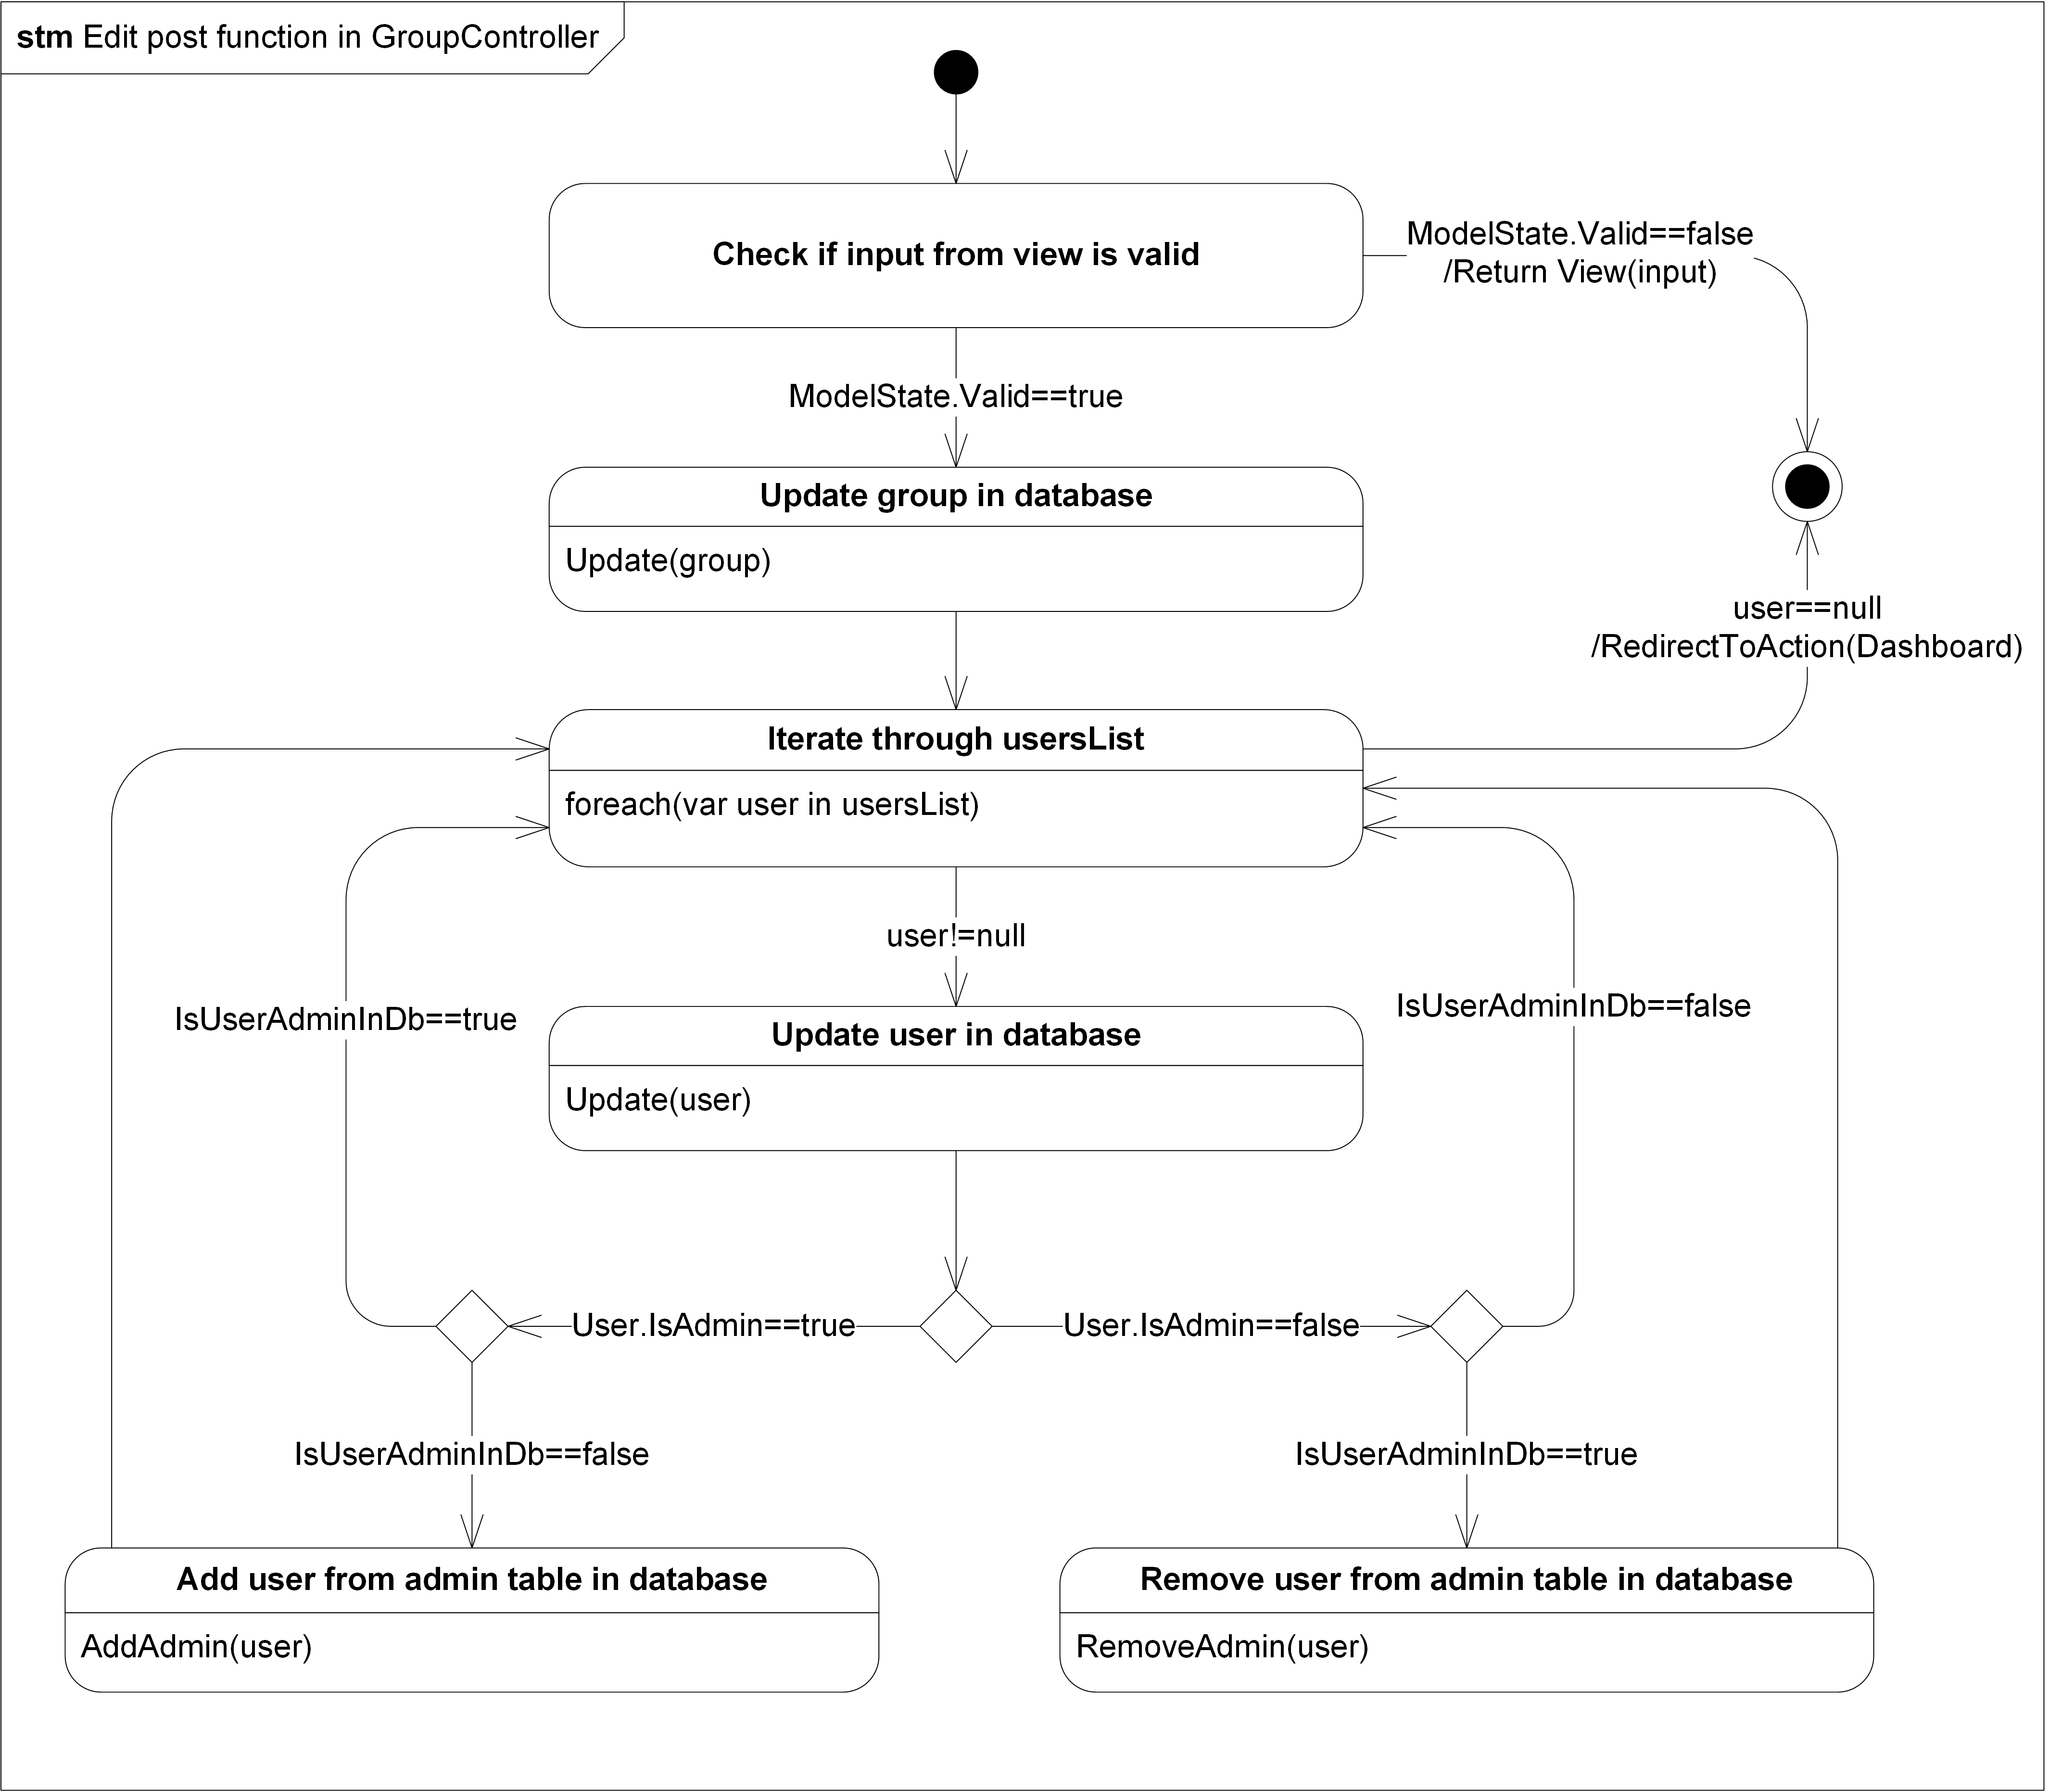 stm Edit post function in GroupController
Check if input from view is valid
ModelState.Valid==false
/Return View(input)
ModelState.Valid==true
Update group in database
Update(group)
user==null
/RedirectToAction(Dashboard)
Iterate through usersList
foreach(var user in usersList)
user!=null
IsUserAdminInDb==true
IsUserAdminInDb==false
Update user in database
Update(user)
User.IsAdmin==true
User.IsAdmin==false
IsUserAdminInDb==false
IsUserAdminInDb==true
Add user from admin table in database
AddAdmin(user)
Remove user from admin table in database
RemoveAdmin(user)